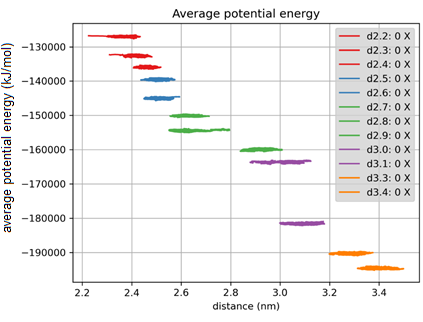 Average potential energy
average potential energy (kJ/mol)
−130000
−140000
−150000
−160000
−170000
−180000
−190000
d2.2: 0 X
d2.3: 0 X
d2.4: 0 X
d2.5: 0 X
d2.6: 0 X
d2.7: 0 X
d2.8: 0 X
d2.9: 0 X
d3.0: 0 X
d3.1: 0 X
d3.3: 0 X
d3.4: 0 X
2.2 2.4 2.6 2.8 3.0 3.2 3.4
distance (nm)